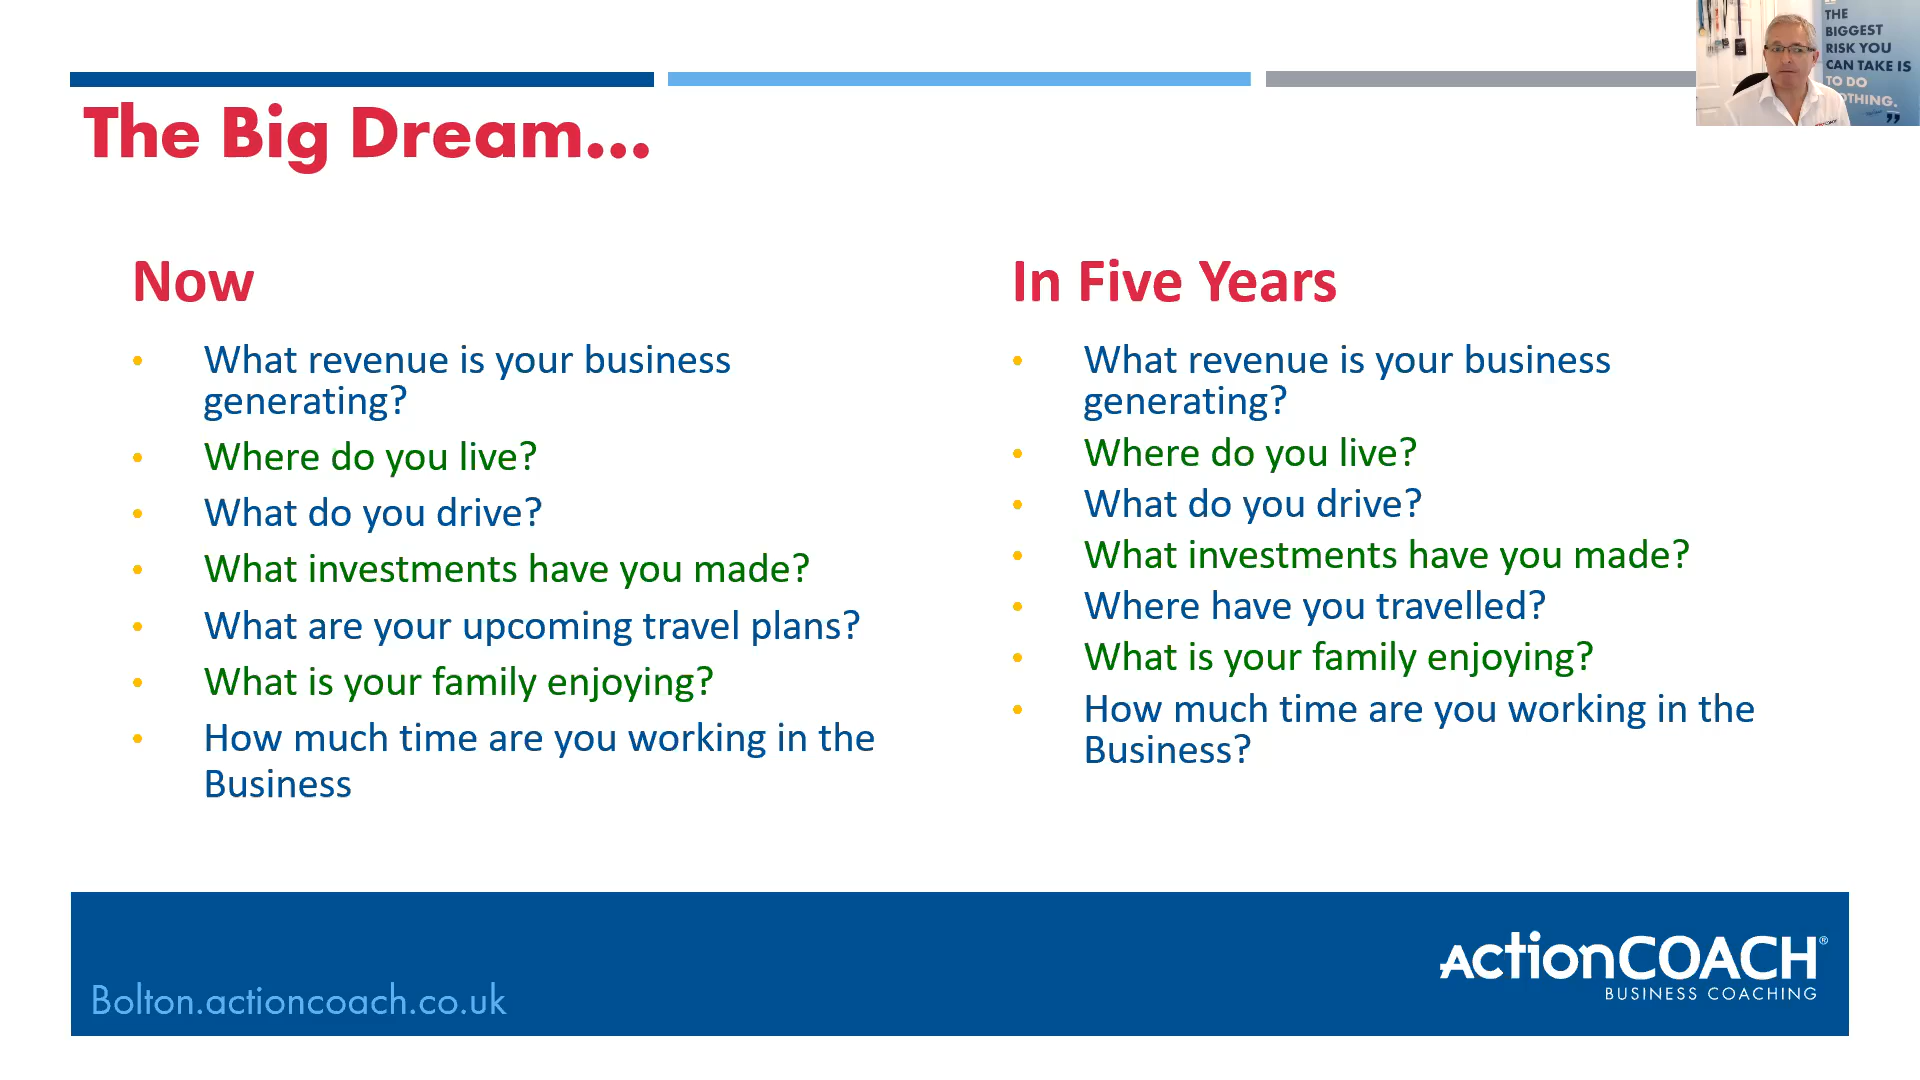 The Big Dream...
Now
• What revenue is your business
generating?
• Where do you live?
• What do you drive?
• What investments have you made?
• What are your upcoming travel plans?
• What is your family enjoying?
• How much time are you working in the
Business
In Five Years
• What revenue is your business
generating?
• Where do you live?
• What do you drive?
• What investments have you made?
• Where have you travelled?
• What is your family enjoying?
• How much time are you working in the
Business?
THE
BIGGEST
RISK YOU
CAN TAKE IS
TO DO
OTHING.
”
Bolton.actioncoach.co.uk
ActionCOACH®
BUSINESS COACHING